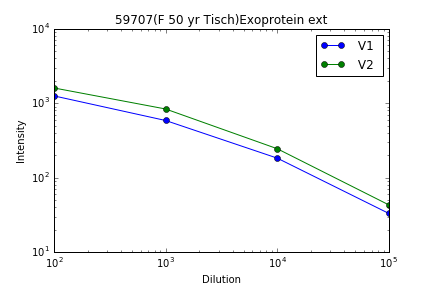 59707(F 50 yr Tisch)Exoprotein ext
10^4
10^3
10^2
10^1
Intensity
V1
V2
10^2 10^3 10^4 10^5
Dilution